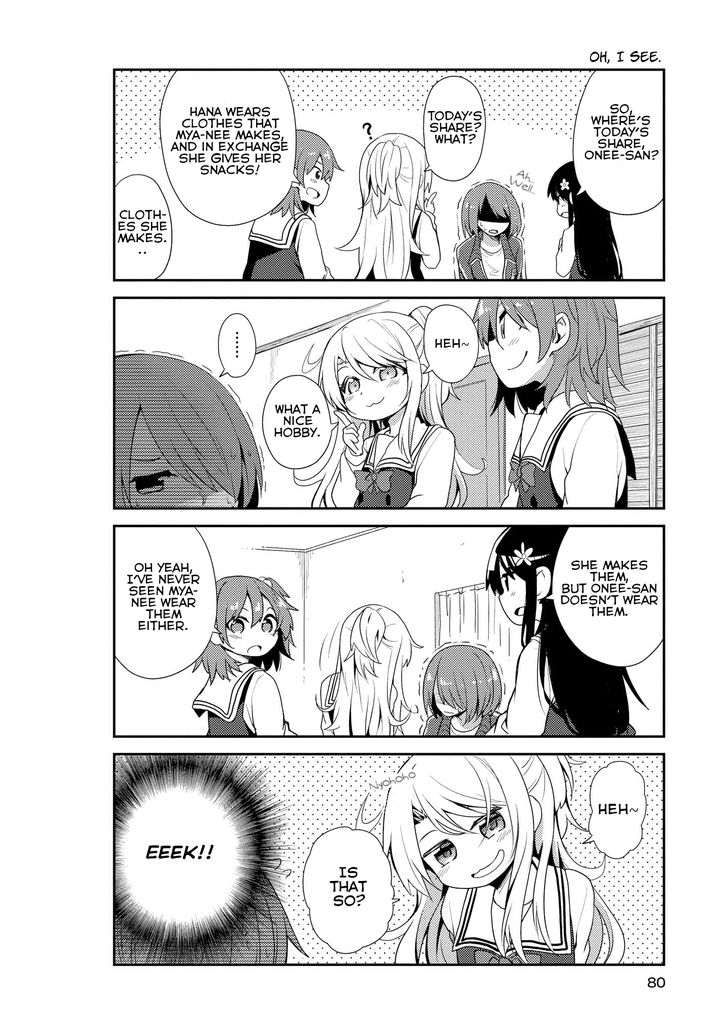 OH, I SEE.
SO,
WHERE'S
TODAY'S
SHARE,
ONEE-SAN?
Ah,
Well..
TODAY'S
SHARE?
WHAT?
?
HANA WEARS
CLOTHES THAT
MYA-NEE MAKES,
AND IN EXCHANGE
SHE GIVES HER
SNACKS!
CLOTH-
ES SHE
MAKES.
..
HEH~
WHAT A
NICE
HOBBY.
......
SHE MAKES
THEM,
BUT ONEE-SAN
DOESN'T WEAR
THEM.
OH YEAH,
I'VE NEVER
SEEN MYA-
NEE WEAR
THEM
EITHER.
HEH~
Nyohoho
IS
THAT
SO?
EEEK!!
80